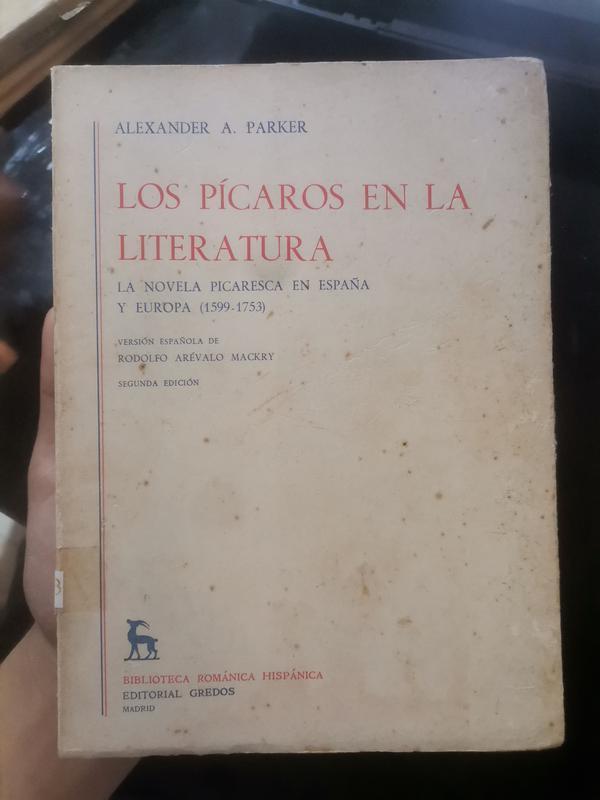 ALEXANDER A. PARKER
LOS PÍCAROS EN LA
LITERATURA
LA NOVELA PICARESCA EN ESPAÑA
Y EUROPA (1599-1753)
VERSIÓN ESPAÑOLA DE
RODOLFO ARÉVALO MACKRY
SEGUNDA EDICIÓN
3
BIBLIOTECA ROMÁNICA HISPÁNICA
EDITORIAL GREDOS
MADRID